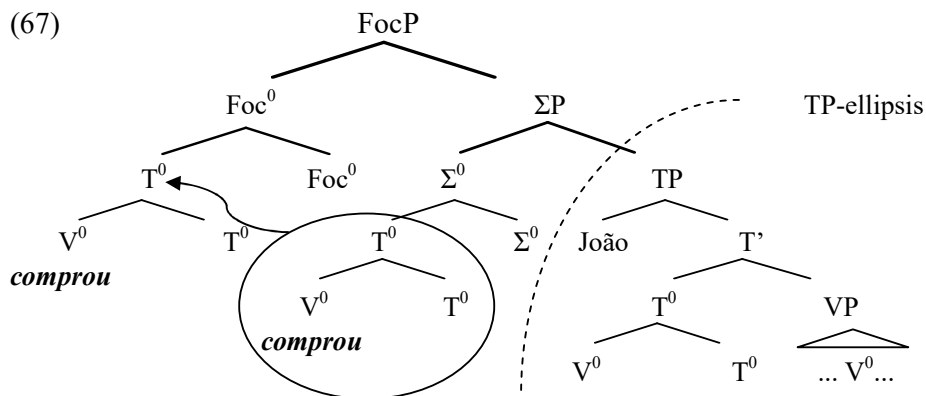 (67) FocP
Foc⁰ ΣP TP-ellipsis
T⁰ Foc⁰ Σ⁰ TP
V⁰ T⁰ T⁰ Σ⁰ João T’
comprou
V⁰ T⁰ T⁰ VP
comprou
V⁰ T⁰ ... V⁰...